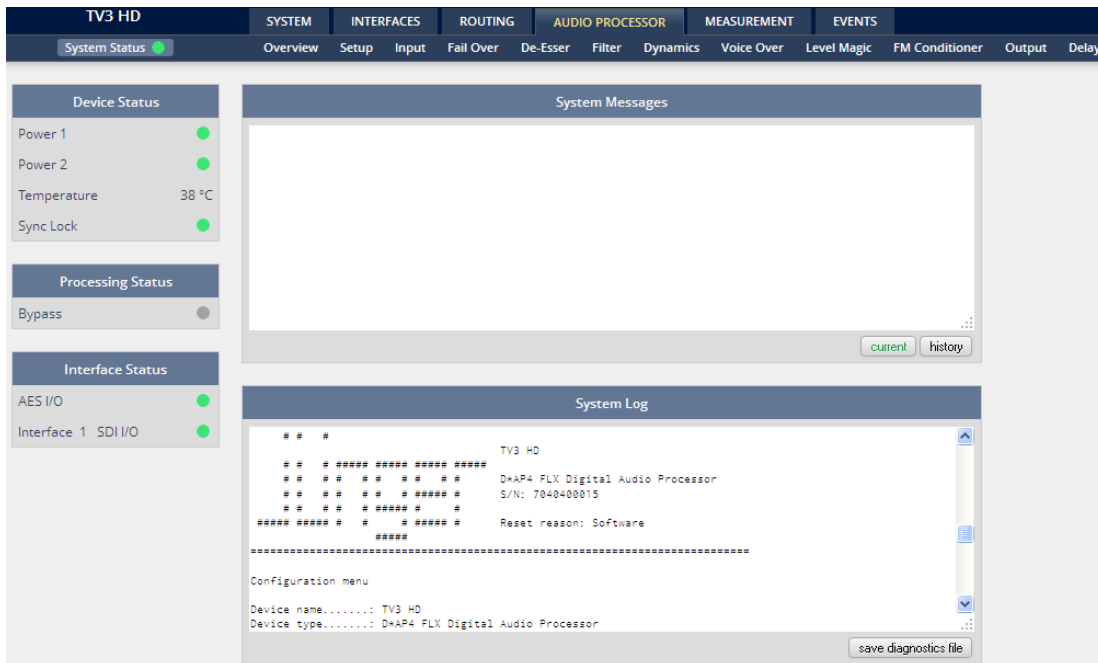 TV3 HD
SYSTEM INTERFACES ROUTING AUDIO PROCESSOR MEASUREMENT EVENTS
System Status
Overview Setup Input Fail Over De-Esser Filter Dynamics Voice Over Level Magic FM Conditioner Output Delay
Device Status
Power 1
Power 2
Temperature 38 °C
Sync Lock
Processing Status
Bypass
Interface Status
AES I/O
Interface 1 SDI I/O
System Messages
current history
System Log
TV3 HD
D*AP4 FLX Digital Audio Processor
S/N: 7040400015
Reset reason: Software
Configuration menu
Device name.......: TV3 HD
Device type.......: D*AP4 FLX Digital Audio Processor
save diagnostics file